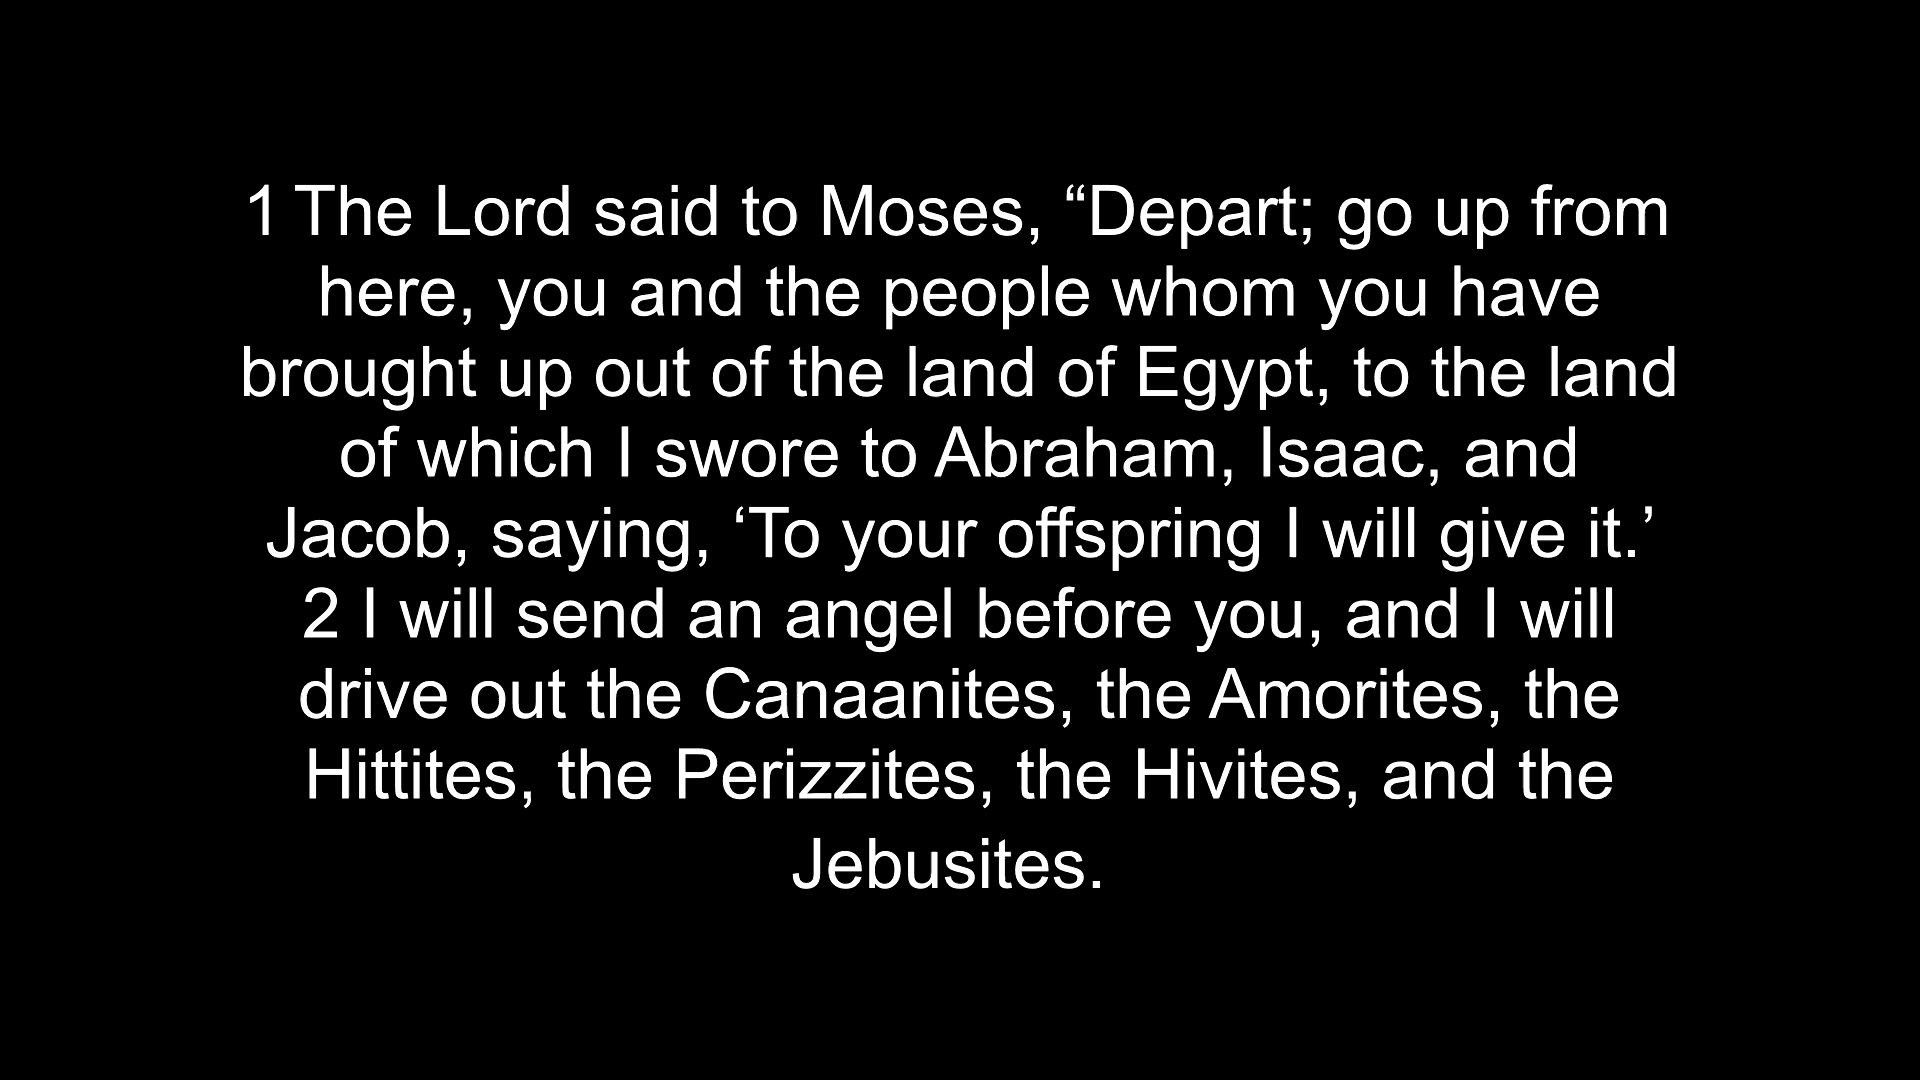 1 The Lord said to Moses, “Depart; go up from
here, you and the people whom you have
brought up out of the land of Egypt, to the land
of which I swore to Abraham, Isaac, and
Jacob, saying, ‘To your offspring I will give it.’
2 I will send an angel before you, and I will
drive out the Canaanites, the Amorites, the
Hittites, the Perizzites, the Hivites, and the
Jebusites.